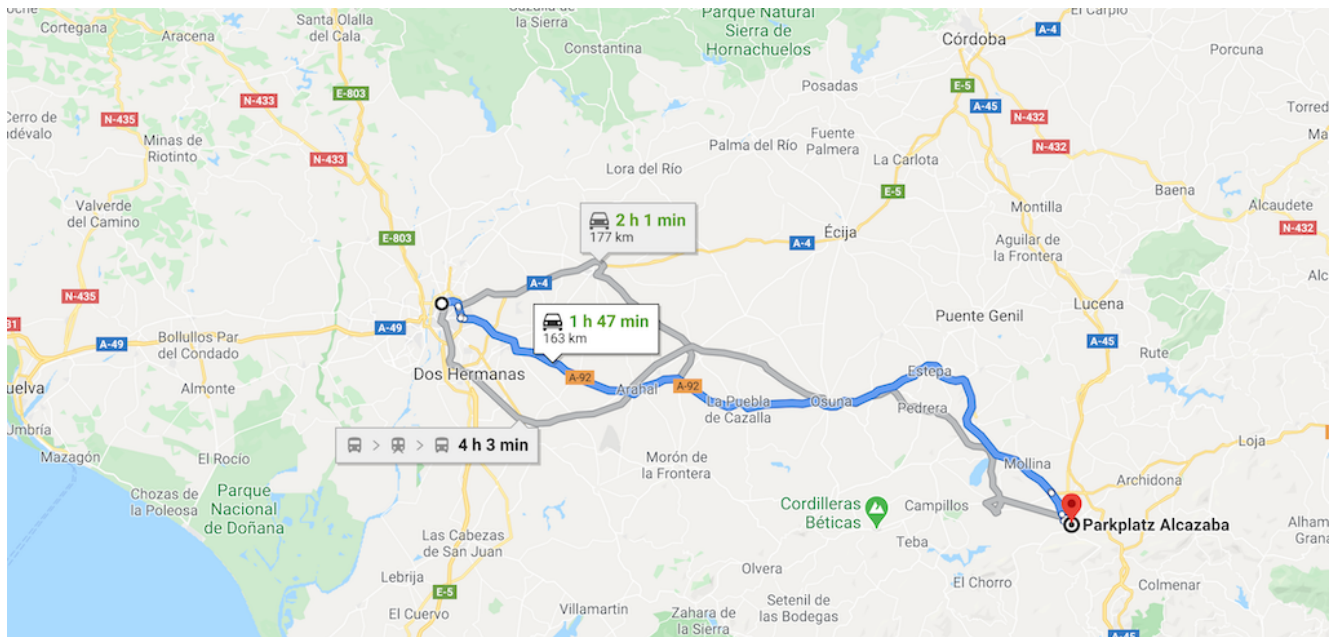 Cortegana
Aracena
Santa Olalla
del Cala
de la Sierra
Constantina
Parque Natural
Sierra de
Hornachuelos
El Carpio
A-4
Córdoba
Porcuna
N-433
E-803
E-5
A-45
N-432
Posadas
Cerro de
N-435
Minas de
Riotinto
N-433
Palma del Río
Fuente
Palmera
N-432
Lora del Río
La Carlota
E-5
Baena
Valverde
del Camino
Montilla
Alcaudete
N-432
2 h 1 min
177 km
E-803
A-4
Écija
Aguilar de
la Frontera
A-4
N-435
Lucena
1 h 47 min
163 km
Puente Genil
A-49
A-49
Bollullos Par
del Condado
A-45
Rute
Dos Hermanas
A-92
Arahal
A-92
Estepa
Almonte
La Puebla
de Cazalla
Osuna
Pedrera
Umbría
4 h 3 min
Loja
Mazagón
El Rocío
Morón de
la Frontera
Mollina
Archidona
Chozas de
la Poleosa
Parque
Nacional
de Doñana
Cordilleras
Béticas
Campillos
Parkplatz Alcazaba
Las Cabezas
de San Juan
Teba
Lebrija
E-5
Olvera
El Chorro
Colmenar
El Cuervo
Villamartin
Zahara de
la Sierra
Setenil de
las Bodegas
A-45